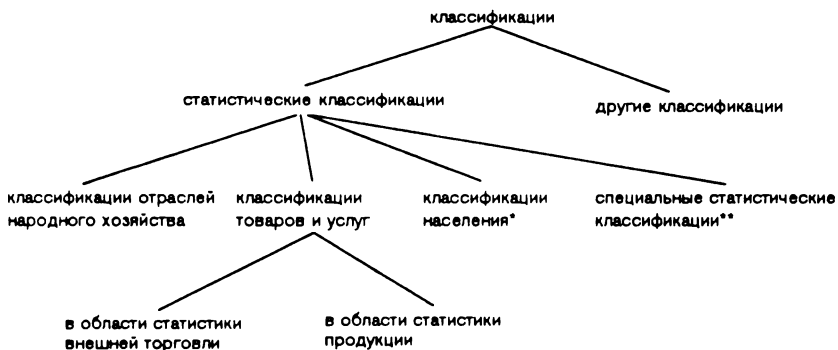 классификации
статистические классификации
другие классификации
классификации отраслей
народного хозяйства
классификации
товаров и услуг
классификации
населения*
специальные статистические
классификации**
в области статистики
внешней торговли
в области статистики
продукции